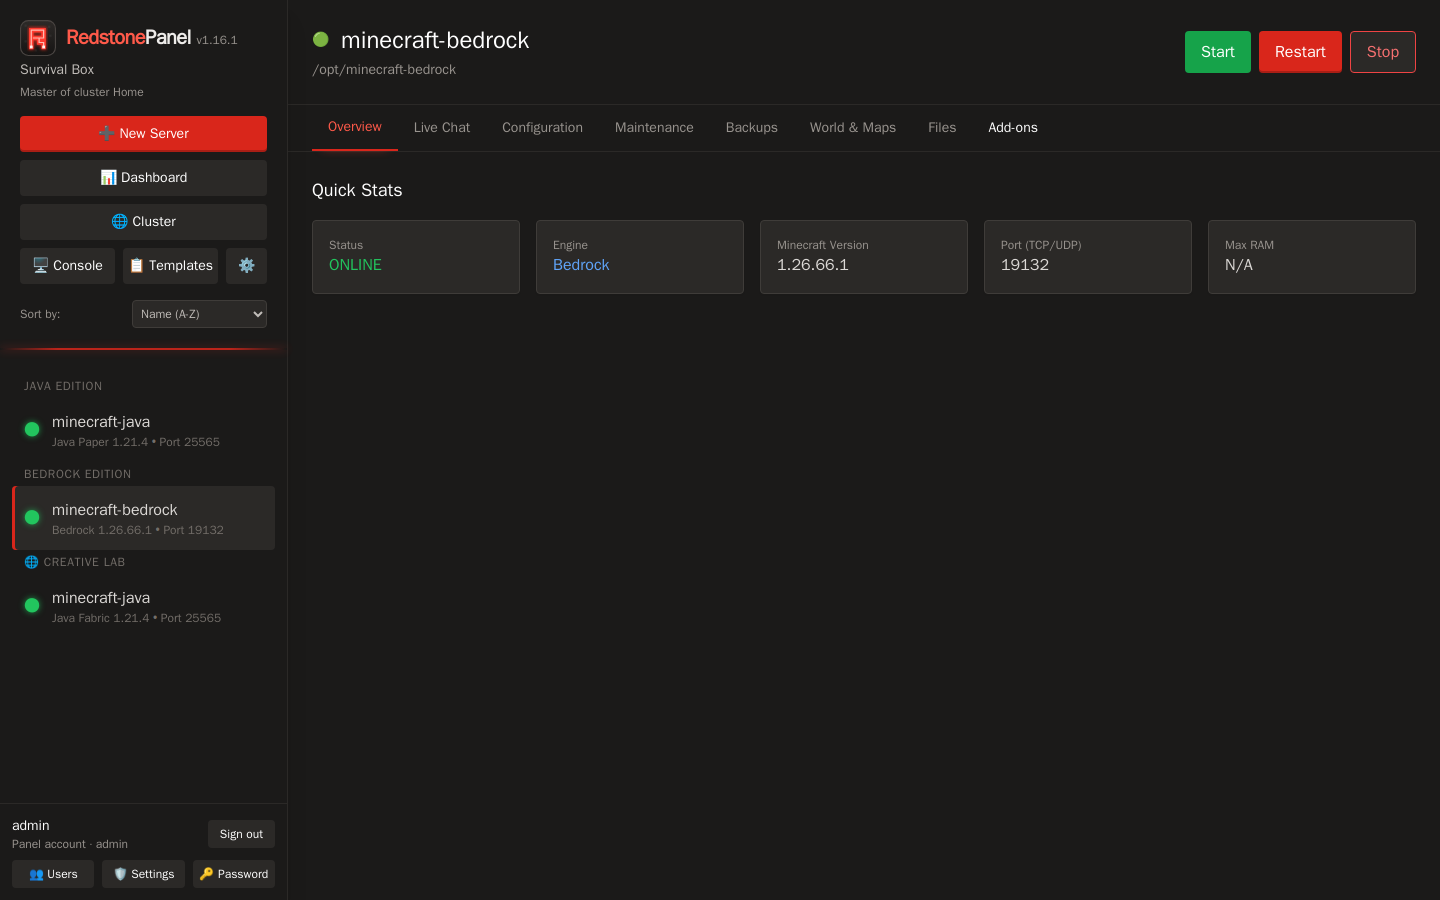 RedstonePanel v1.16.1
Survival Box
Master of cluster Home
➕ New Server
📊 Dashboard
🌐 Cluster
🖥️ Console
📋 Templates
⚙️
Sort by:
Name (A-Z)
JAVA EDITION
minecraft-java
Java Paper 1.21.4 • Port 25565
BEDROCK EDITION
minecraft-bedrock
Bedrock 1.26.66.1 • Port 19132
🌐 CREATIVE LAB
minecraft-java
Java Fabric 1.21.4 • Port 25565
admin
Panel account · admin
Sign out
👥 Users
🛡️ Settings
🔑 Password
minecraft-bedrock
/opt/minecraft-bedrock
Start
Restart
Stop
Overview
Live Chat
Configuration
Maintenance
Backups
World & Maps
Files
Add-ons
Quick Stats
Status
ONLINE
Engine
Bedrock
Minecraft Version
1.26.66.1
Port (TCP/UDP)
19132
Max RAM
N/A